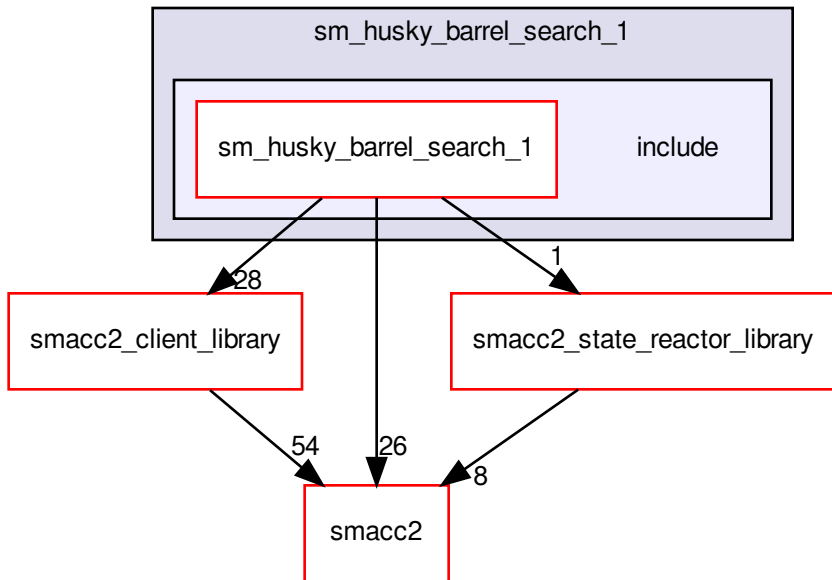 sm_husky_barrel_search_1
sm_husky_barrel_search_1
include
1
28
smacc2_client_library
smacc2_state_reactor_library
54
26
8
smacc2